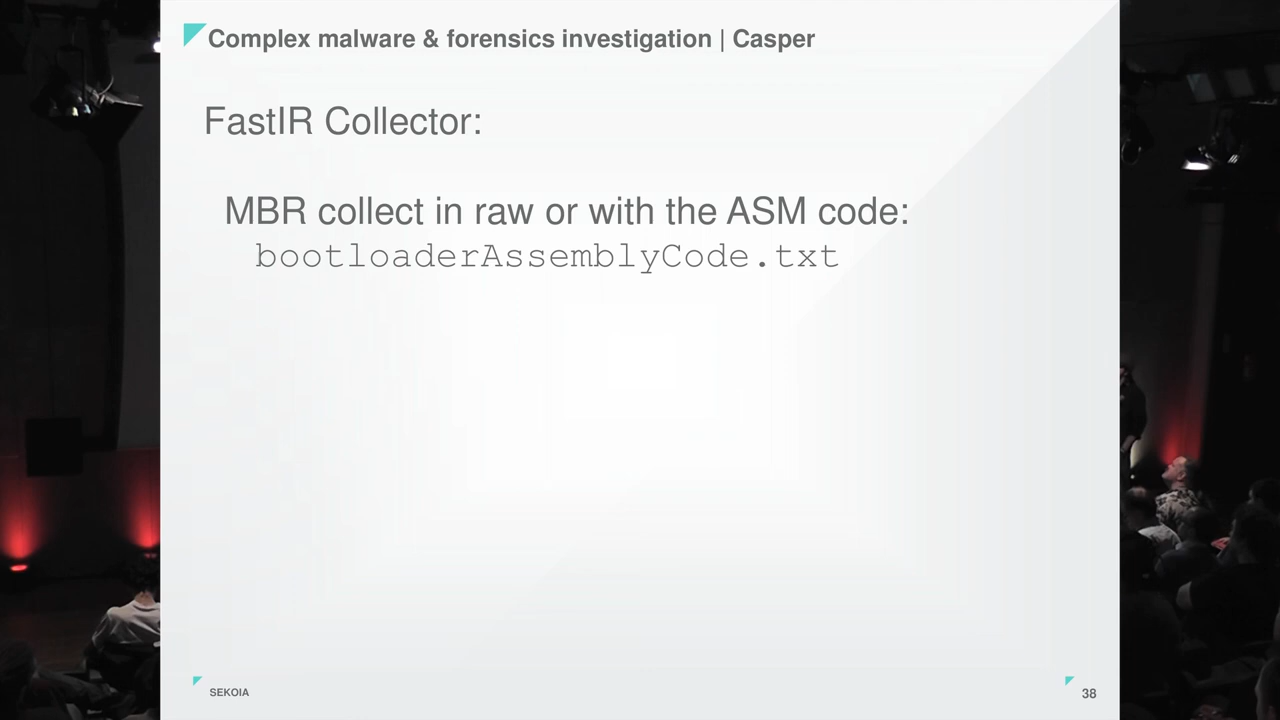 Complex malware & forensics investigation | Casper
FastIR Collector:
MBR collect in raw or with the ASM code:
bootloaderAssemblyCode.txt
SEKOIA
38